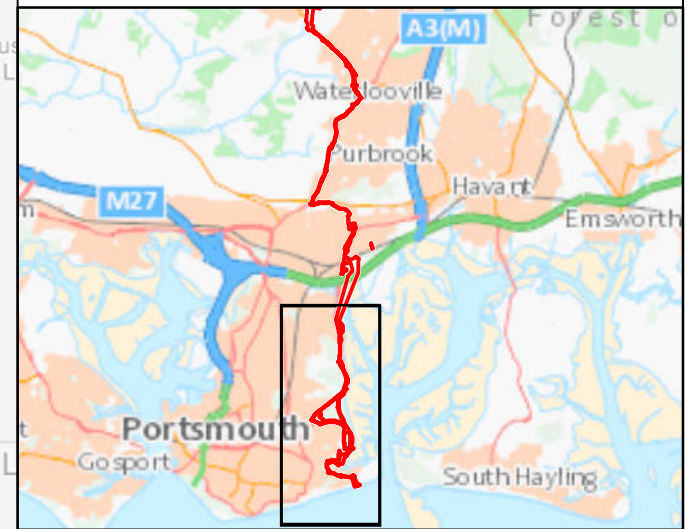 Forest o
A3(M)
Waterlooville
Purbrook
Havant
M27
m
Emsworth
Portsmouth
t
Gosport
South Hayling
L
L